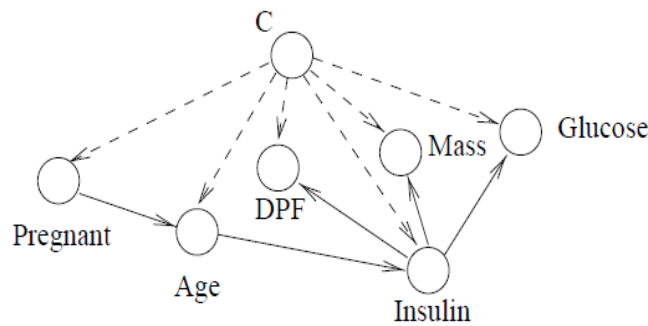 C
Glucose
Mass
DPF
Pregnant
Age
Insulin